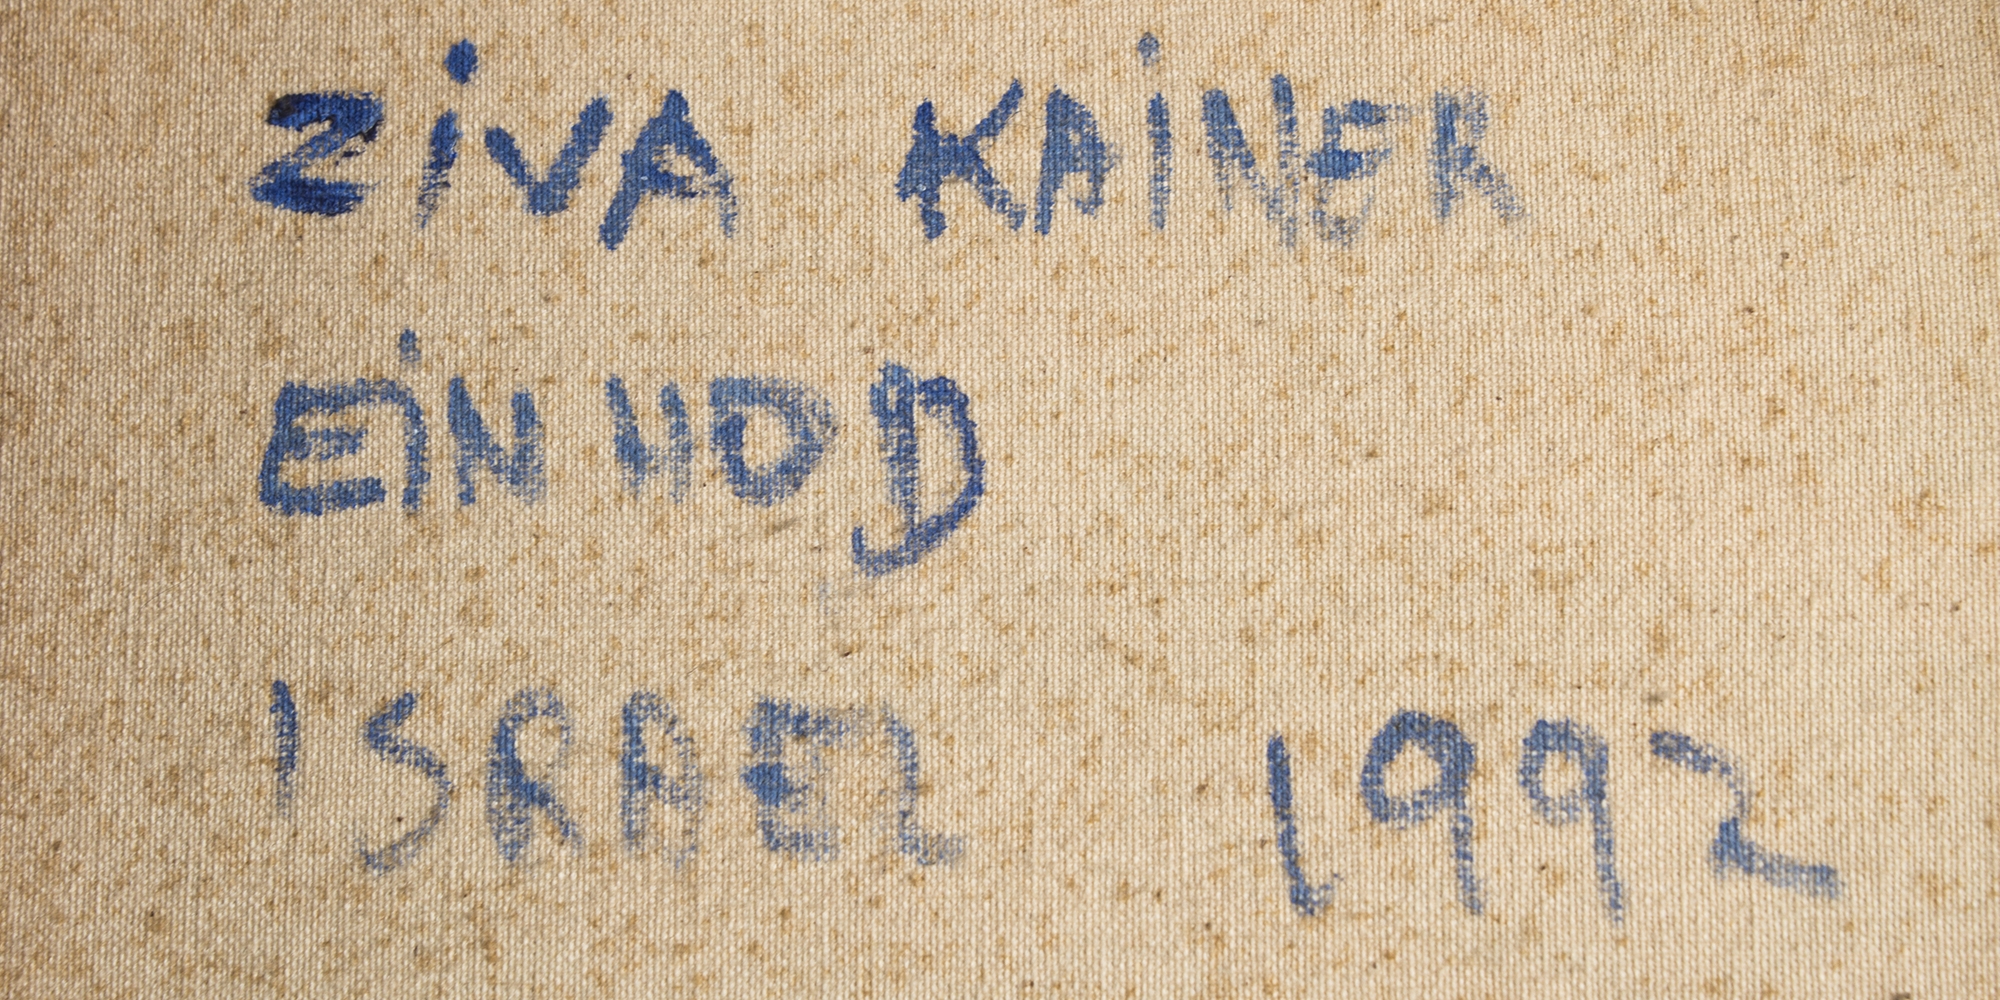 ZiVA KAiNER
EiN HOD
ISRAEL 1992